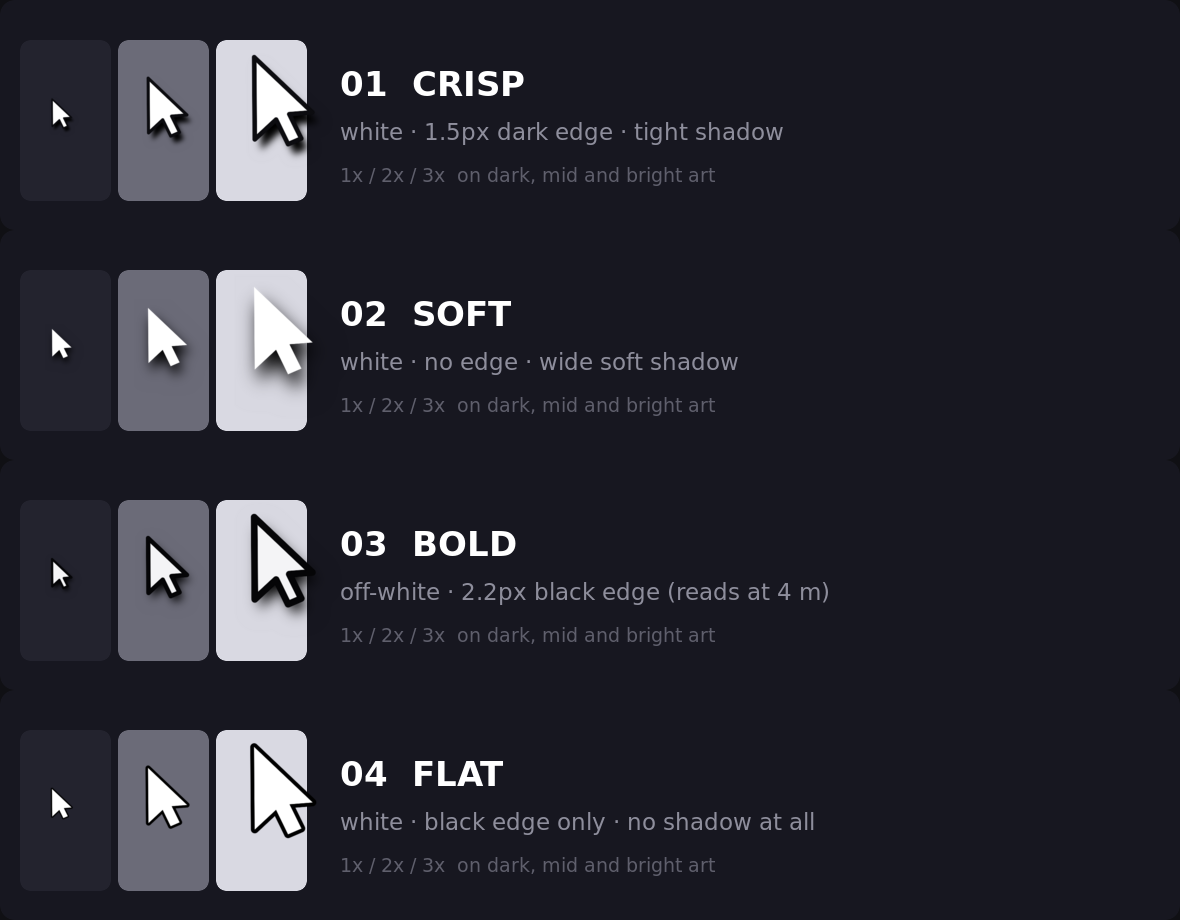 01 CRISP
white · 1.5px dark edge · tight shadow
1x / 2x / 3x on dark, mid and bright art
02 SOFT
white · no edge · wide soft shadow
1x / 2x / 3x on dark, mid and bright art
03 BOLD
off-white · 2.2px black edge (reads at 4 m)
1x / 2x / 3x on dark, mid and bright art
04 FLAT
white · black edge only · no shadow at all
1x / 2x / 3x on dark, mid and bright art